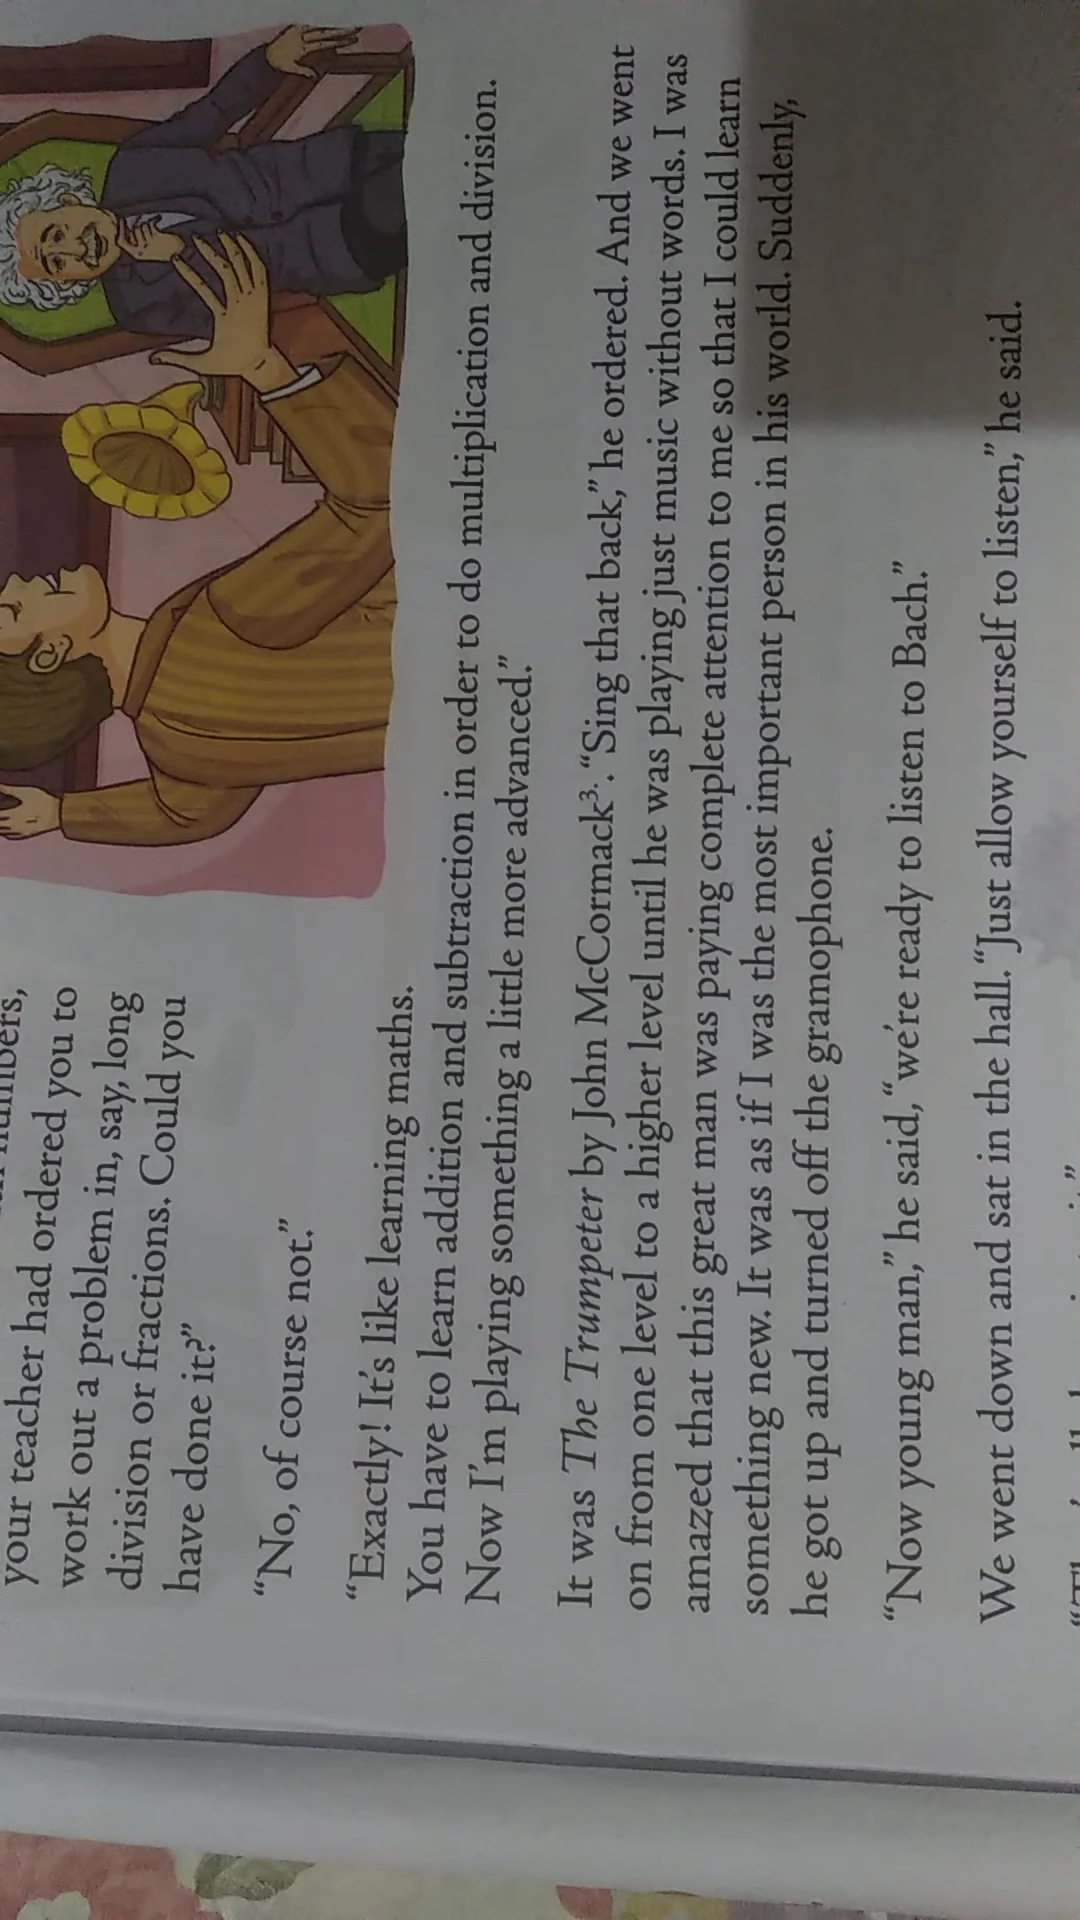 your teacher had ordered you to
work out a problem in, say, long
division or fractions. Could you
have done it?”
“No, of course not.”
“Exactly! It’s like learning maths.
You have to learn addition and subtraction in order to do multiplication and division.
Now I’m playing something a little more advanced.”
It was The Trumpeter by John McCormack³. “Sing that back,” he ordered. And we went
on from one level to a higher level until he was playing just music without words. I was
amazed that this great man was paying complete attention to me so that I could learn
something new. It was as if I was the most important person in his world. Suddenly,
he got up and turned off the gramophone.
“Now young man,” he said, “we’re ready to listen to Bach.”
We went down and sat in the hall. “Just allow yourself to listen,” he said.